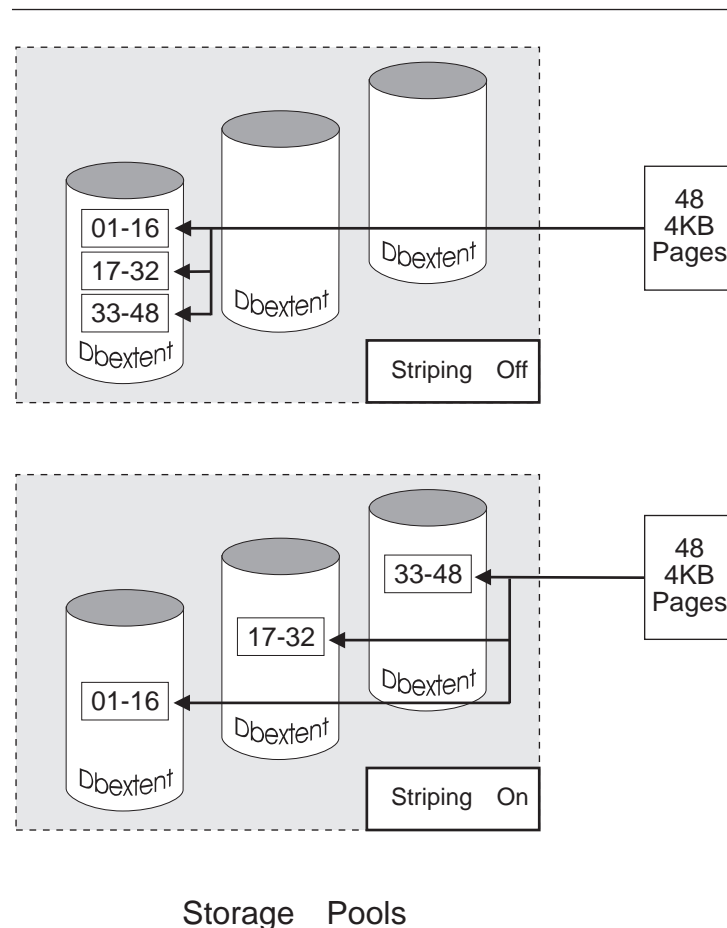 48
4KB
Pages
01-16
17-32
33-48
Dbextent
Dbextent
Dbextent
Striping Off
48
4KB
Pages
33-48
17-32
01-16
Dbextent
Dbextent
Dbextent
Striping On
Storage Pools